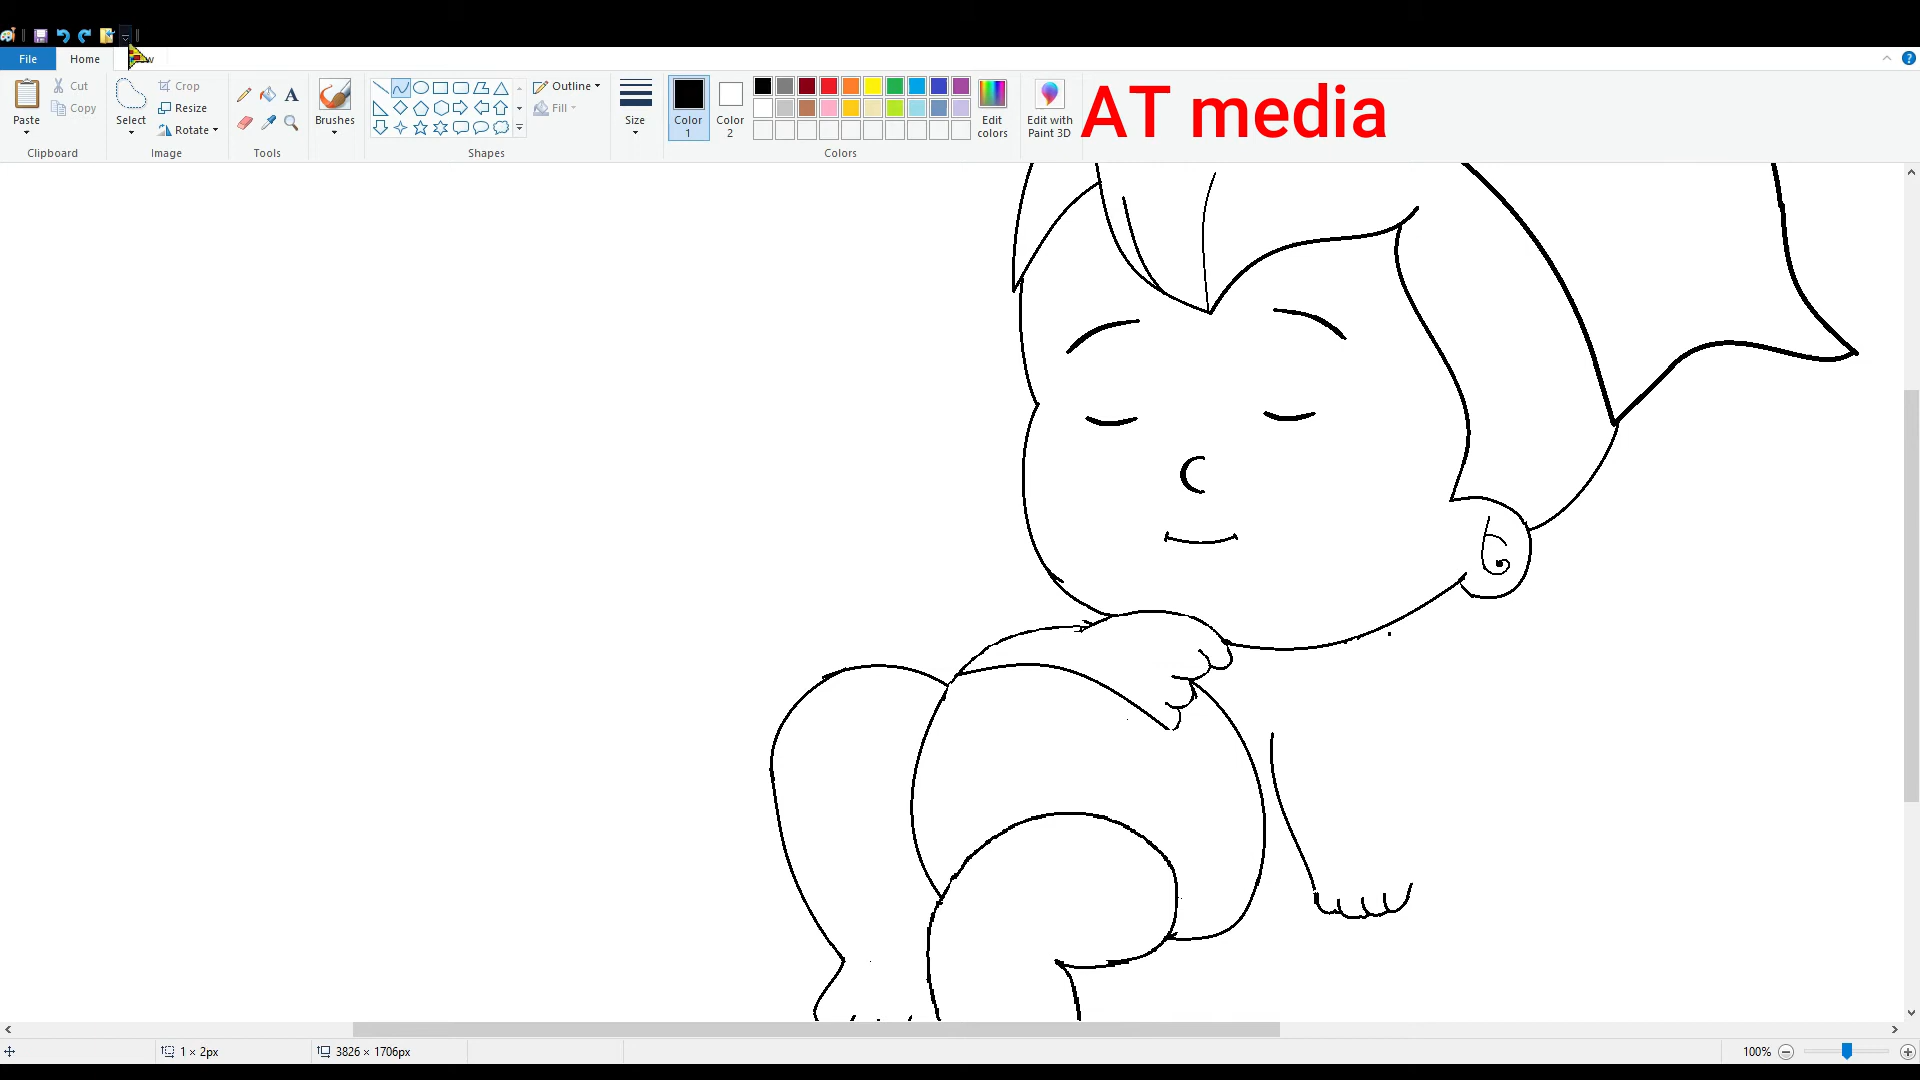 File Home
Paste
Cut
Copy
Clipboard
Select
Crop
Resize
Rotate
Image
A
Tools
Brushes
Shapes
Outline
Fill
Size
Color
1
Color
2
Edit
colors
Colors
Edit with
Paint 3D
AT media
1 × 2px
3826 × 1706px
100%